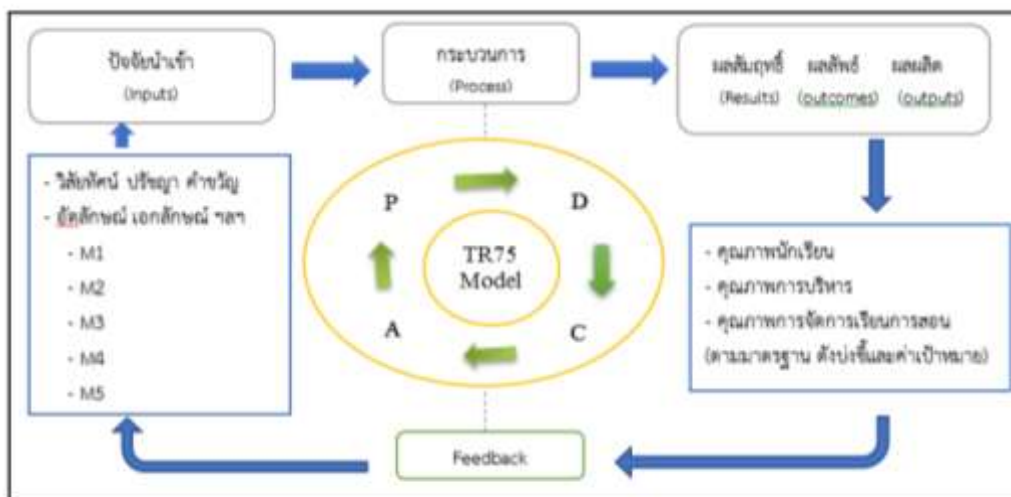 ปัจจัยนำเข้า
(Inputs)
กระบวนการ
(Process)
ผลสัมฤทธิ์ ผลลัพธ์ ผลผลิต
(Results) (outcomes) (outputs)
- วิสัยทัศน์ ปรัชญา คำขวัญ
- อัตลักษณ์ เอกลักษณ์ ฯลฯ
- M1
- M2
- M3
- M4
- M5
P
D
TR75
Model
A
C
- คุณภาพนักเรียน
- คุณภาพการบริหาร
- คุณภาพการจัดการเรียนการสอน
(ตามมาตรฐาน ตัวบ่งชี้และค่าเป้าหมาย)
Feedback